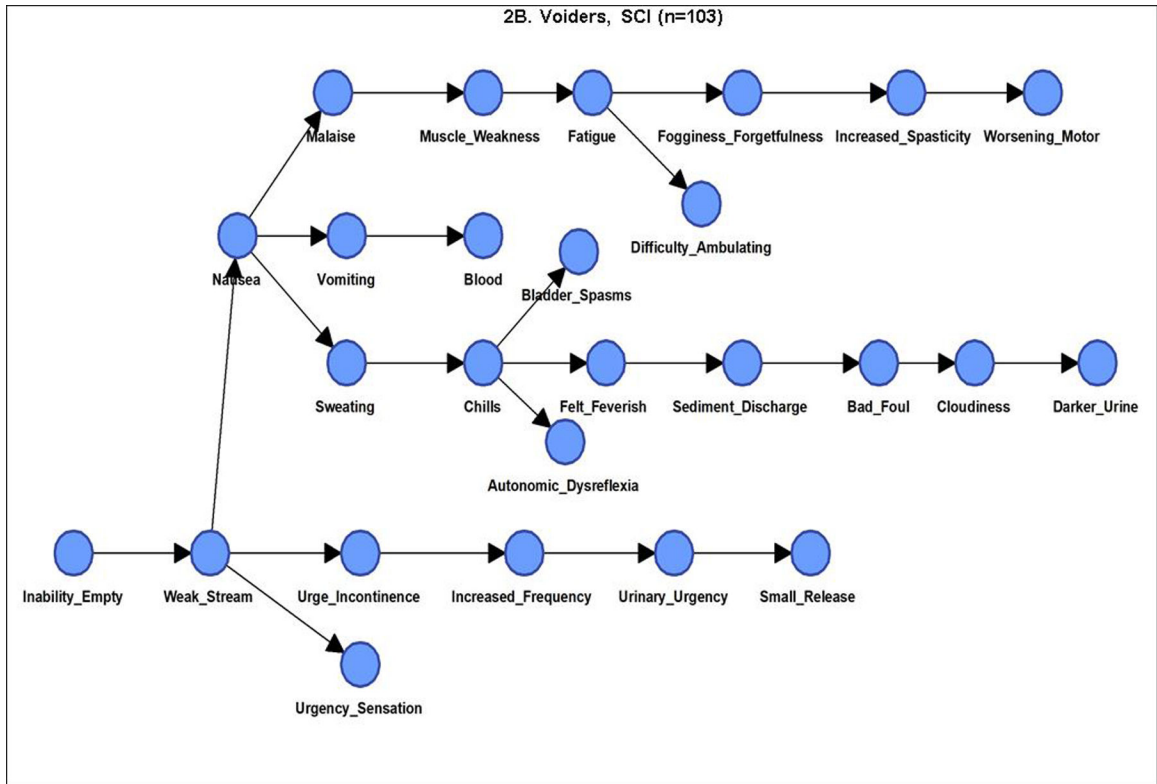 2B. Voiders, SCI (n=103)
Malaise
Muscle_Weakness
Fatigue
Fogginess_Forgetfulness
Increased_Spasticity
Worsening_Motor
Difficulty_Ambulating
Nausea
Vomiting
Blood
Bladder_Spasms
Sweating
Chills
Felt_Feverish
Sediment_Discharge
Bad_Foul
Cloudiness
Darker_Urine
Autonomic_Dysreflexia
Inability_Empty
Weak_Stream
Urge_Incontinence
Increased_Frequency
Urinary_Urgency
Small_Release
Urgency_Sensation